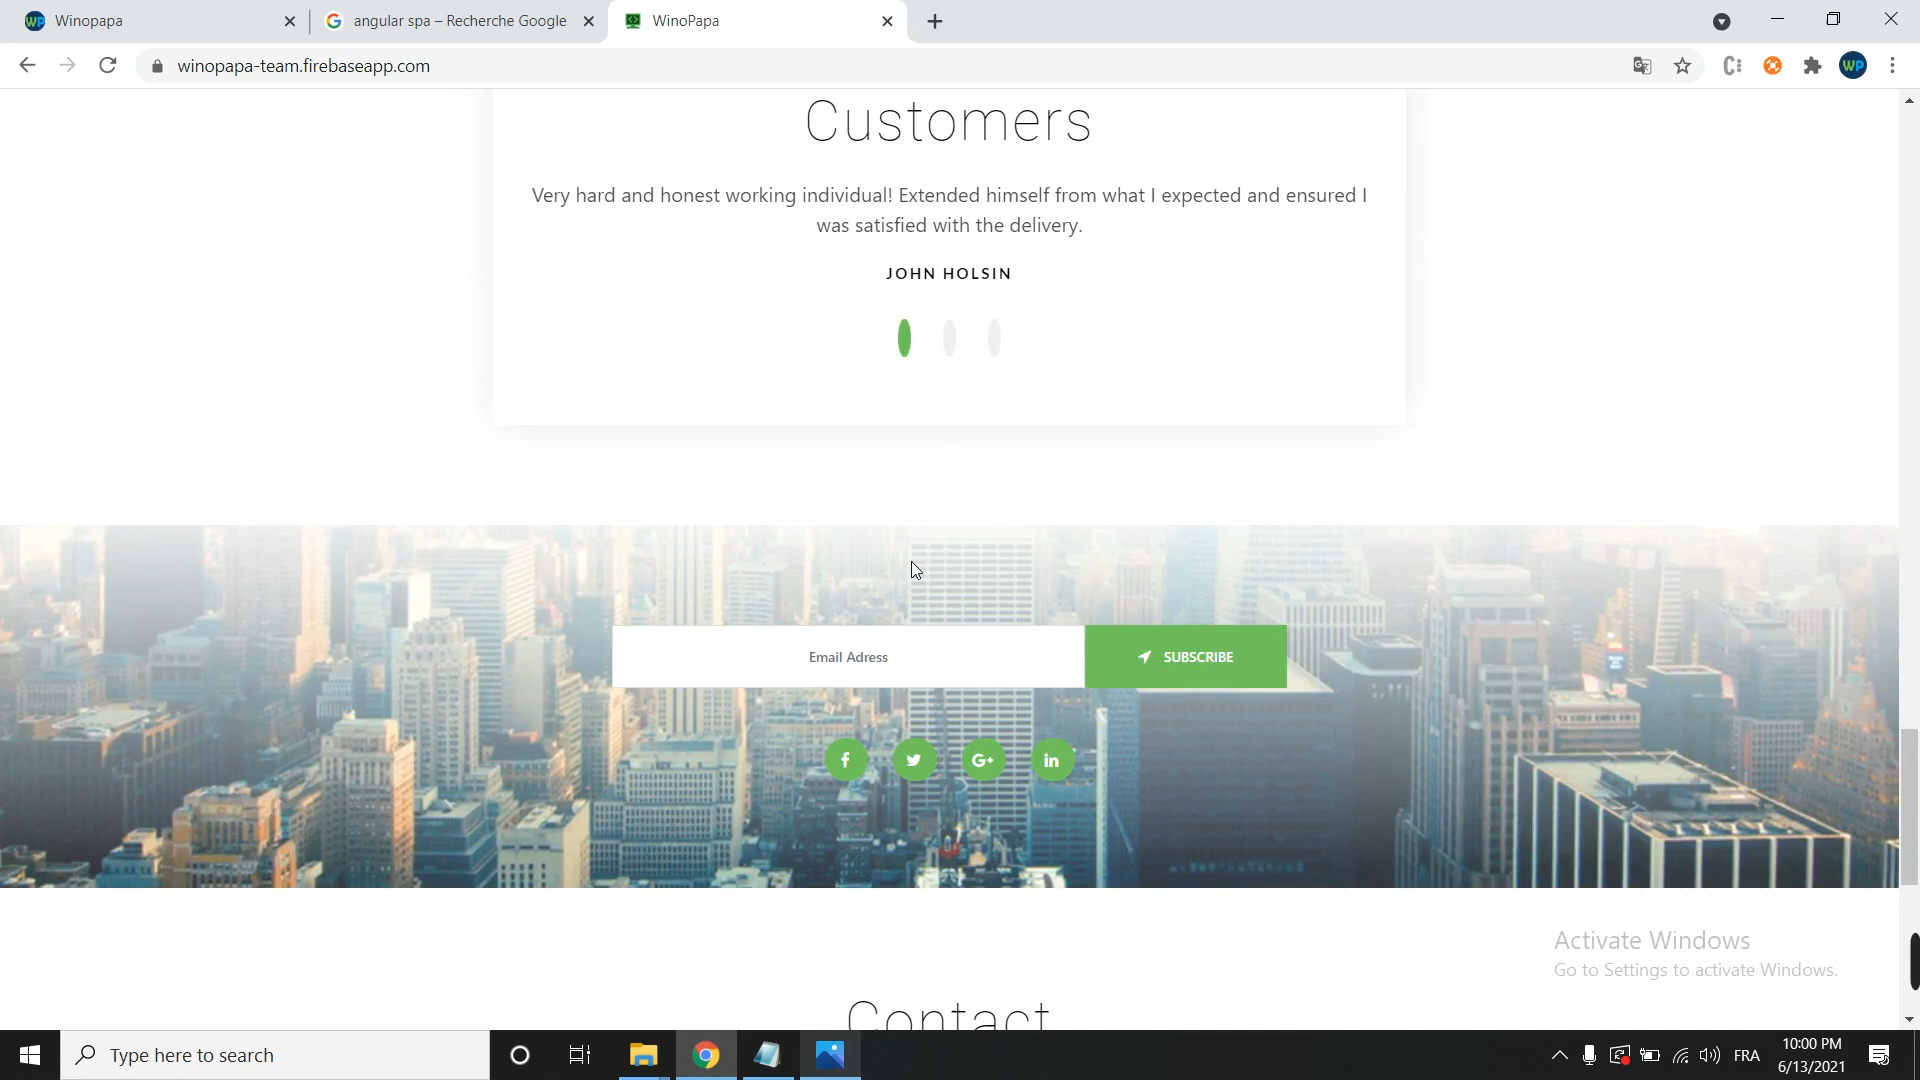 WP Winopapa
angular spa – Recherche Google
WinoPapa
winopapa-team.firebaseapp.com
WP
Customers
Very hard and honest working individual! Extended himself from what I expected and ensured I
was satisfied with the delivery.
JOHN HOLSIN
Email Adress
SUBSCRIBE
f
G+
in
Activate Windows
Go to Settings to activate Windows.
Contact
Type here to search
FRA
10:00 PM
6/13/2021